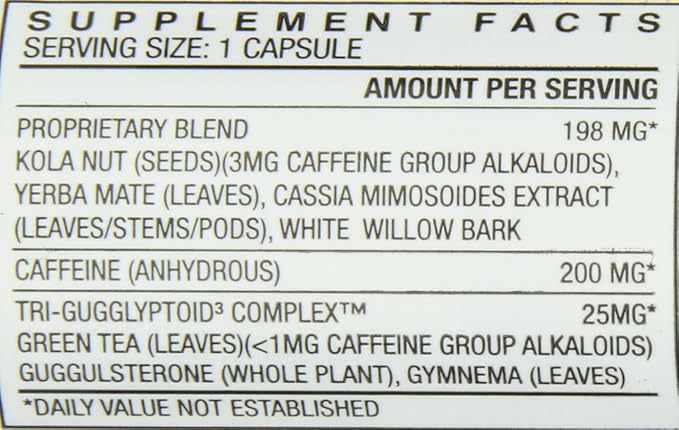 SUPPLEMENT FACTS
SERVING SIZE: 1 CAPSULE
AMOUNT PER SERVING
PROPRIETARY BLEND 198 MG*
KOLA NUT (SEEDS)(3MG CAFFEINE GROUP ALKALOIDS),
YERBA MATE (LEAVES), CASSIA MIMOSOIDES EXTRACT
(LEAVES/STEMS/PODS), WHITE WILLOW BARK
CAFFEINE (ANHYDROUS) 200 MG*
TRI-GUGGLYPTOID³ COMPLEX™ 25MG*
GREEN TEA (LEAVES)(<1MG CAFFEINE GROUP ALKALOIDS)
GUGGULSTERONE (WHOLE PLANT), GYMNEMA (LEAVES)
*DAILY VALUE NOT ESTABLISHED